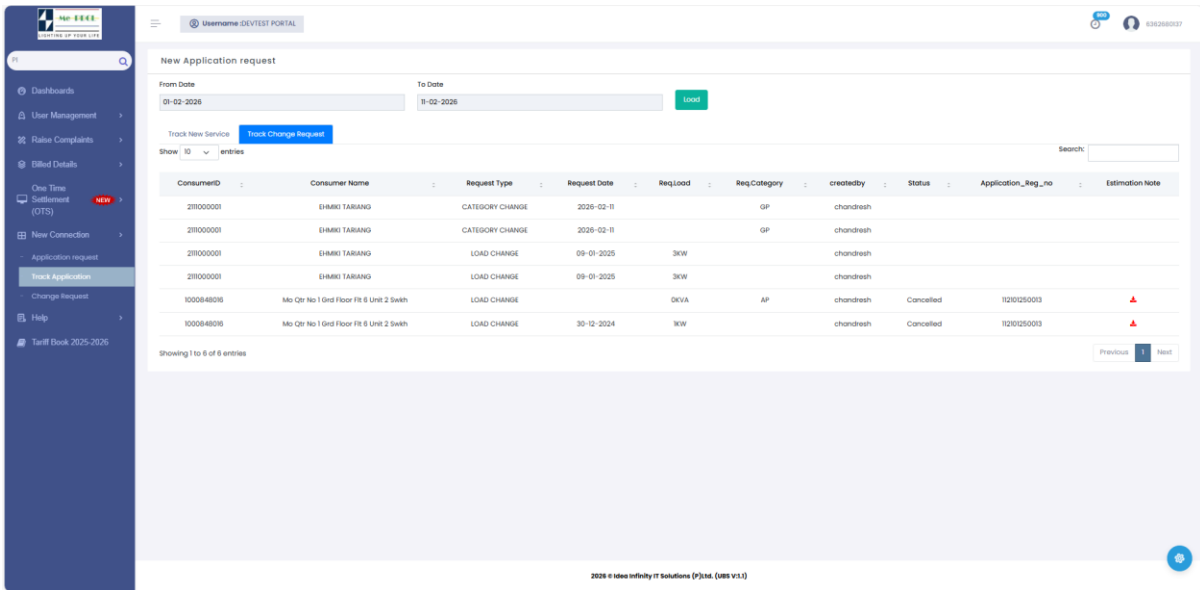 Me-PDCL
LIGHTING UP YOUR LIFE
Username :DEVTEST PORTAL
900
6362680137
PI
Dashboards
User Management
Raise Complaints
Billed Details
One Time
Settlement
(OTS)
NEW
New Connection
Application request
Track Application
Change Request
Help
Tariff Book 2025-2026
New Application request
From Date To Date
01-02-2026 11-02-2026 Load
Track New Service Track Change Request
Show 10 entries Search:
ConsumerID Consumer Name Request Type Request Date Req.Load Req.Category createdby Status Application_Reg_no Estimation Note
2111000001 EHMIKI TARIANG CATEGORY CHANGE 2026-02-11 GP chandresh
2111000001 EHMIKI TARIANG CATEGORY CHANGE 2026-02-11 GP chandresh
2111000001 EHMIKI TARIANG LOAD CHANGE 09-01-2025 3KW chandresh
2111000001 EHMIKI TARIANG LOAD CHANGE 09-01-2025 3KW chandresh
1000848016 Mo Qtr No 1 Grd Floor Flt 6 Unit 2 Swkh LOAD CHANGE 0KVA AP chandresh Cancelled 112101250013
1000848016 Mo Qtr No 1 Grd Floor Flt 6 Unit 2 Swkh LOAD CHANGE 30-12-2024 1KW chandresh Cancelled 112101250013
Showing 1 to 6 of 6 entries Previous 1 Next
2026 © Idea Infinity IT Solutions (P)Ltd. (UBS V:1.1)